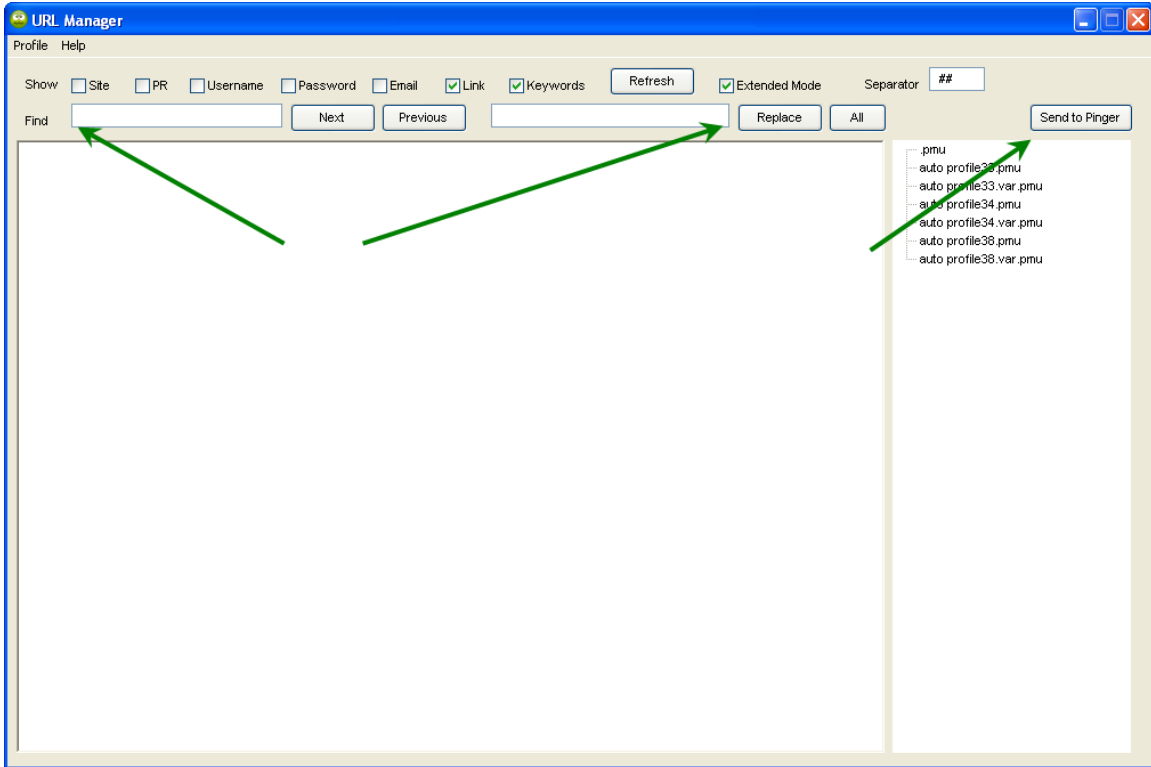 URL Manager
Profile Help
Show Site PR Username Password Email Link Keywords Refresh Extended Mode Separator ##
Find Next Previous Replace All Send to Pinger
.pmu
auto profile33.pmu
auto profile33.var.pmu
auto profile34.pmu
auto profile34.var.pmu
auto profile38.pmu
auto profile38.var.pmu